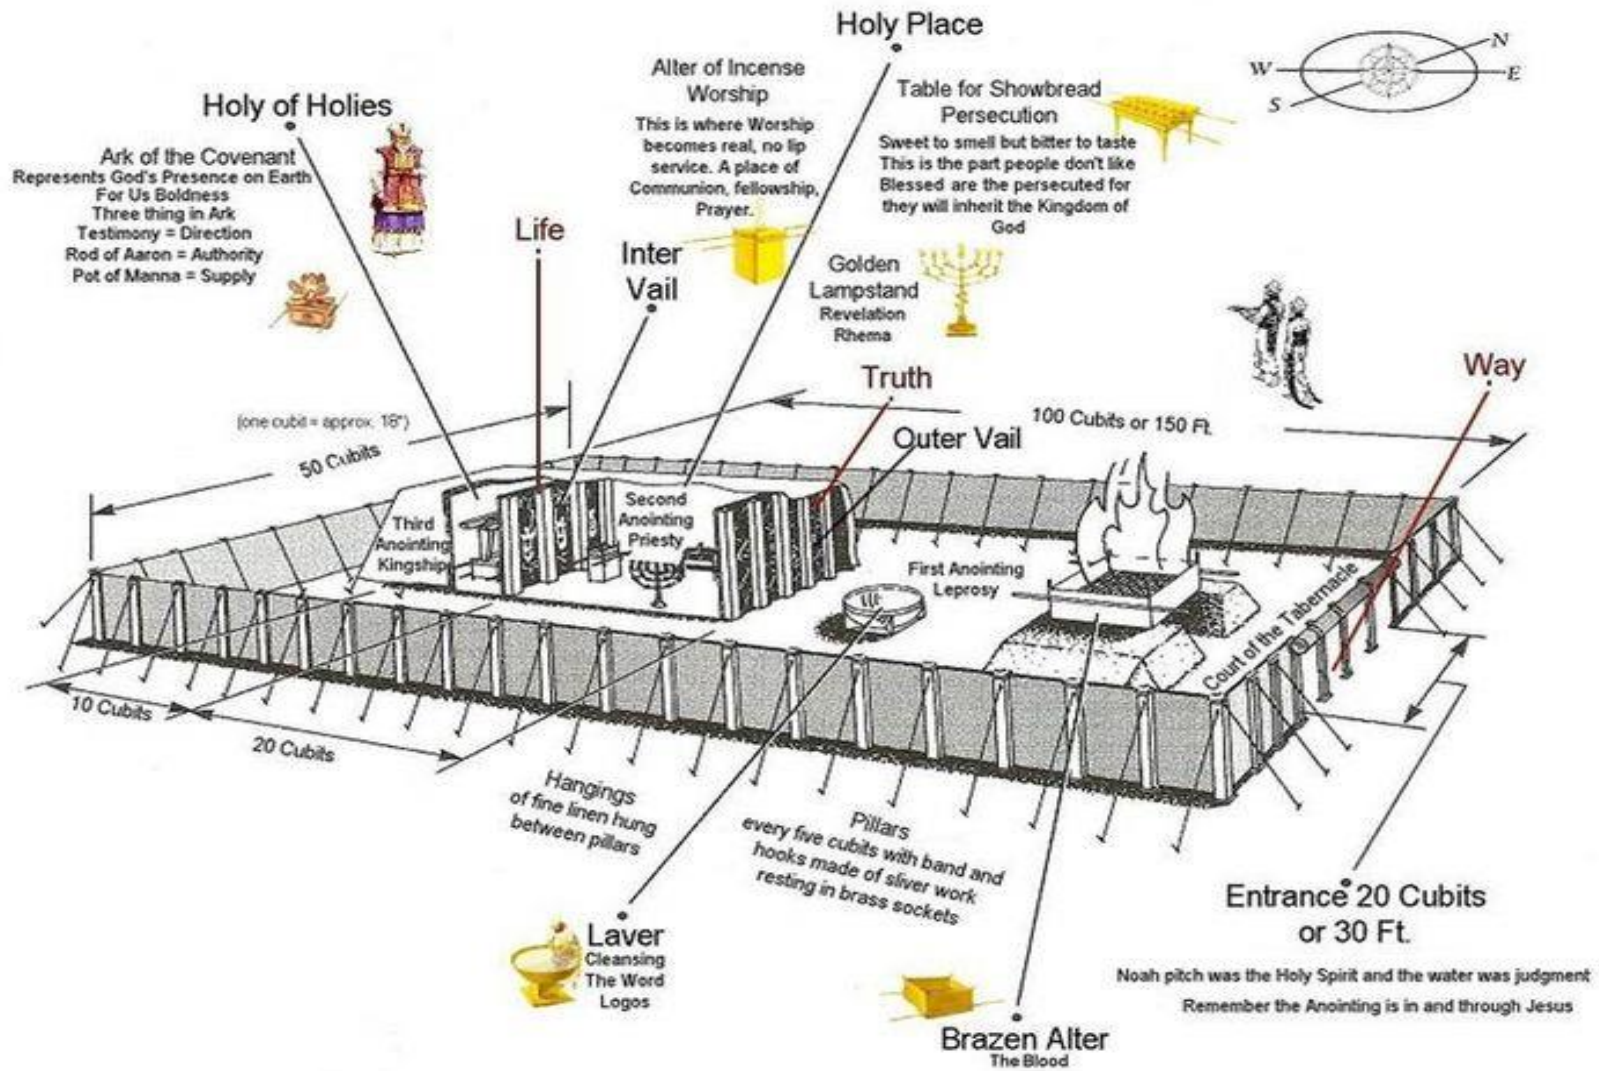 Holy Place
N
W
E
S
Holy of Holies
Ark of the Covenant
Represents God's Presence on Earth
For Us Boldness
Three thing in Ark
Testimony = Direction
Rod of Aaron = Authority
Pot of Manna = Supply
Alter of Incense
Worship
This is where Worship
becomes real, no lip
service. A place of
Communion, fellowship,
Prayer.
Table for Showbread
Persecution
Sweet to smell but bitter to taste
This is the part people don't like
Blessed are the persecuted for
they will inherit the Kingdom of
God
Life
Inter
Vail
Golden
Lampstand
Revelation
Rhema
Truth
Way
Outer Vail
(one cubit = approx. 18")
50 Cubits
100 Cubits or 150 Ft.
Third
Anointing
Kingship
Second
Anointing
Priesty
First Anointing
Leprosy
Court of the Tabernacle
10 Cubits
20 Cubits
Hangings
of fine linen hung
between pillars
Pillars
every five cubits with band and
hooks made of sliver work
resting in brass sockets
Laver
Cleansing
The Word
Logos
Brazen Alter
The Blood
Entrance 20 Cubits
or 30 Ft.
Noah pitch was the Holy Spirit and the water was judgment
Remember the Anointing is in and through Jesus